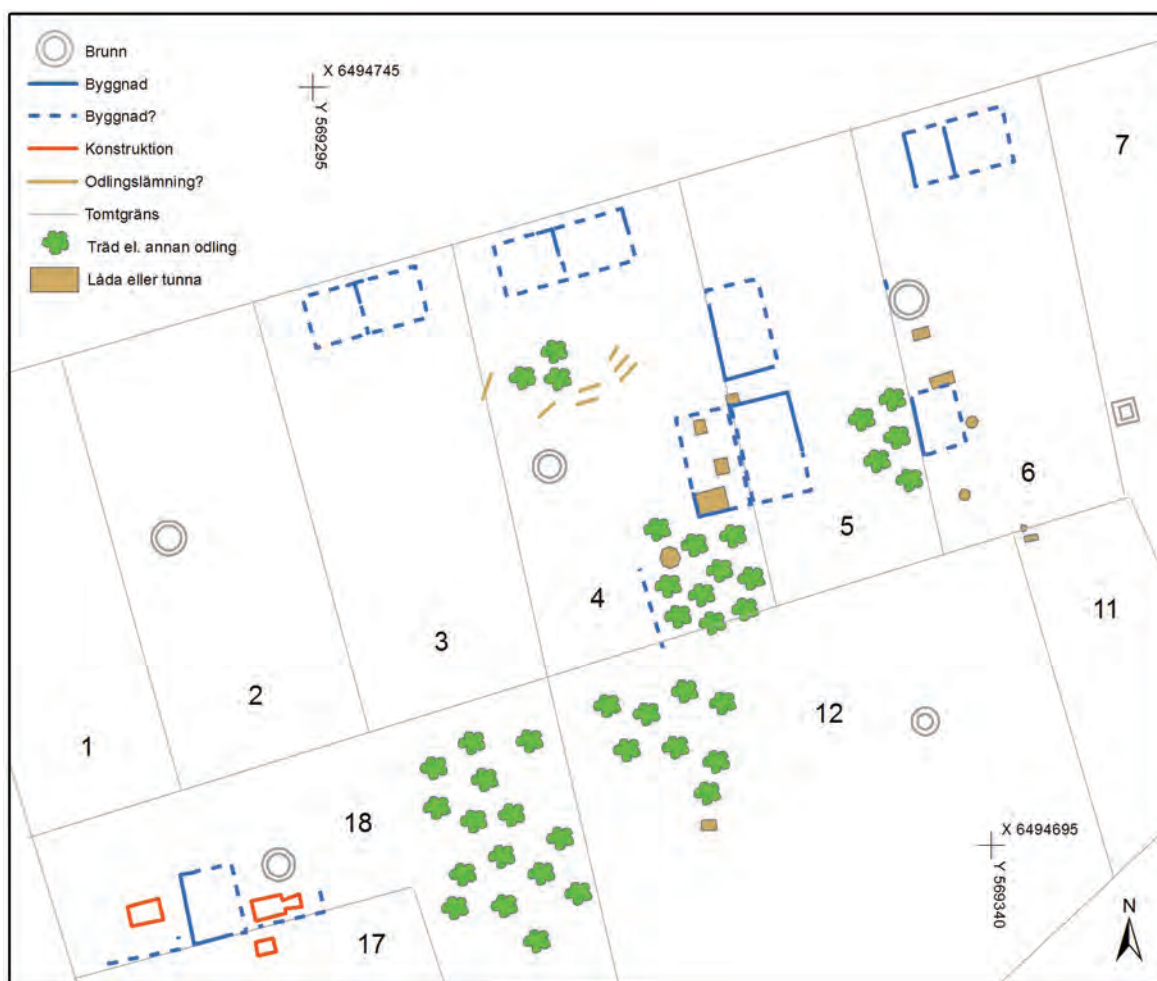 Brunn
Byggnad
Byggnad?
Konstruktion
Odlingslämning?
Tomtgräns
Träd el. annan odling
Låda eller tunna
X 6494745
Y 569295
7
6
5
4
3
2
1
11
12
18
17
X 6494695
Y 569340
N